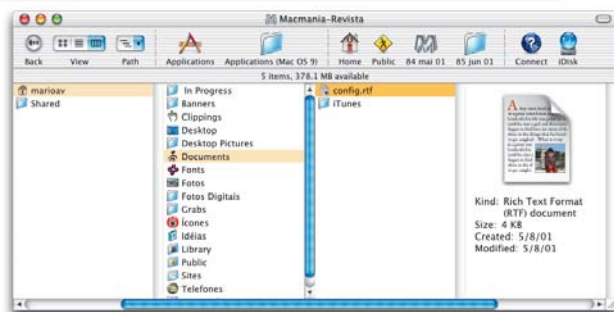 Macmania-Revista
Back View Path Applications Applications (Mac OS 9) Home Public 84 mai 01 85 jun 01 Connect iDisk
5 items, 378.1 MB available
marioav
Shared
In Progress
Banners
Clippings
Desktop
Desktop Pictures
Documents
Fonts
Fotos
Fotos Digitais
Grabs
Ícones
Idéias
Library
Public
Sites
Telefones
config.rtf
iTunes
Kind: Rich Text Format
(RTF) document
Size: 4 KB
Created: 5/8/01
Modified: 5/8/01